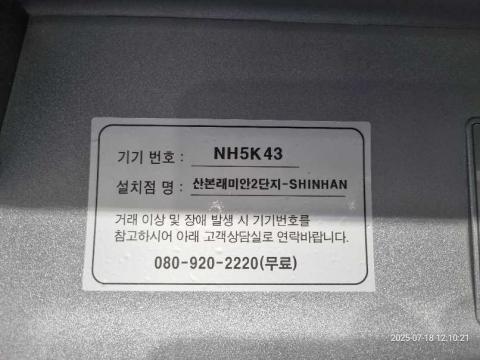 기기 번호 : NH5K43
설치점 명 : 산본래미안2단지-SHINHAN
거래 이상 및 장애 발생 시 기기번호를
참고하시어 아래 고객상담실로 연락바랍니다.
080-920-2220(무료)
2025-07-18 12:10:21